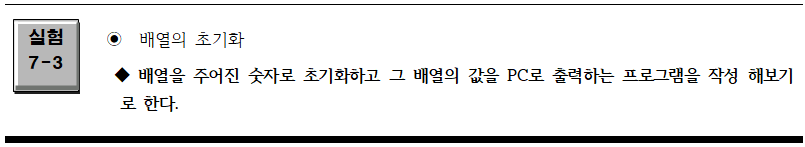 실험
7-3
◉ 배열의 초기화
◆ 배열을 주어진 숫자로 초기화하고 그 배열의 값을 PC로 출력하는 프로그램을 작성 해보기
로 한다.